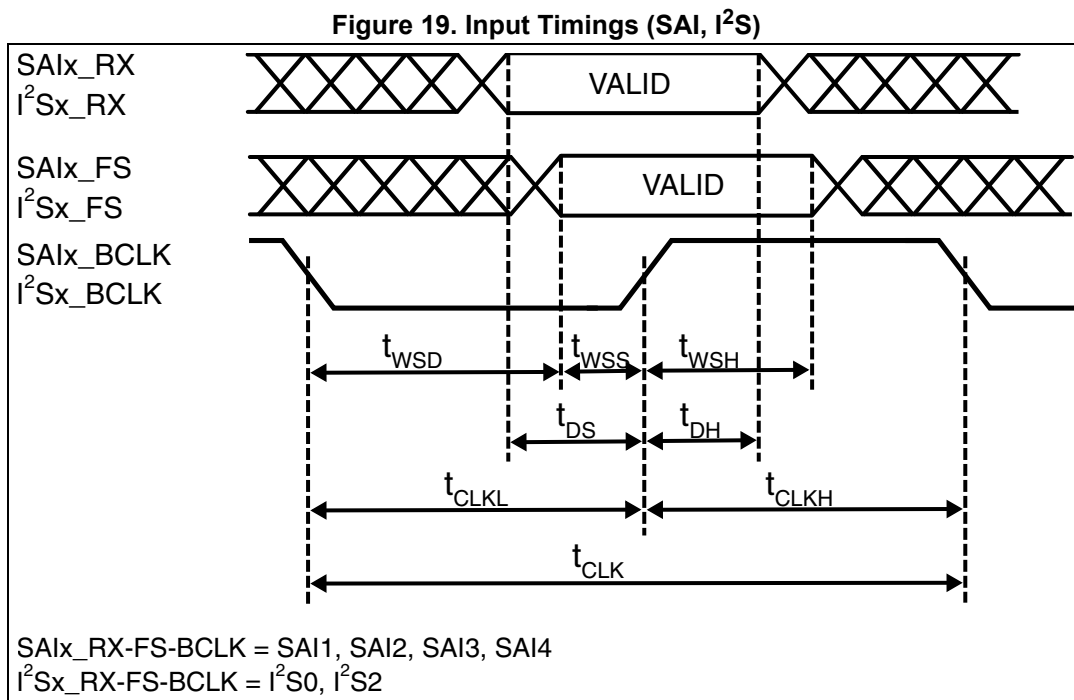 Figure 19. Input Timings (SAI, I²S)
SAIx_RX
I²Sx_RX
VALID
SAIx_FS
I²Sx_FS
VALID
SAIx_BCLK
I²Sx_BCLK
tWSD
tWSS
tWSH
tDS
tDH
tCLKL
tCLKH
tCLK
SAIx_RX-FS-BCLK = SAI1, SAI2, SAI3, SAI4
I²Sx_RX-FS-BCLK = I²S0, I²S2